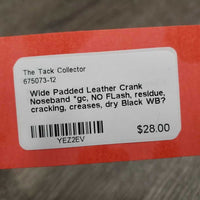 The Tack Collector
675073-12
Wide Padded Leather Crank
Noseband *gc, NO FLash, residue,
cracking, creases, dry Black WB?
$28.00
YEZ2EV